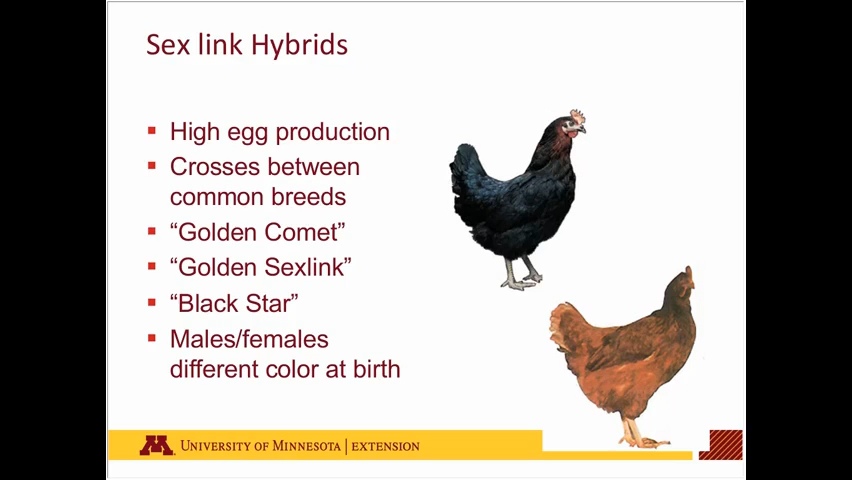 Sex link Hybrids
High egg production
Crosses between
common breeds
“Golden Comet”
“Golden Sexlink”
“Black Star”
Males/females
different color at birth
M UNIVERSITY OF MINNESOTA | EXTENSION